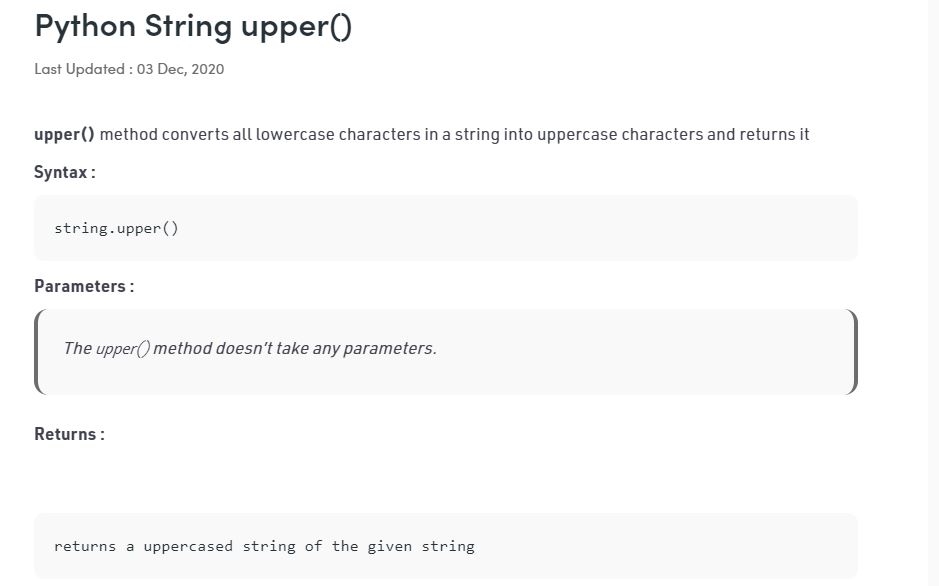 Python String upper()
Last Updated : 03 Dec, 2020
upper() method converts all lowercase characters in a string into uppercase characters and returns it
Syntax :
string.upper()
Parameters :
The upper() method doesn’t take any parameters.
Returns :
returns a uppercased string of the given string